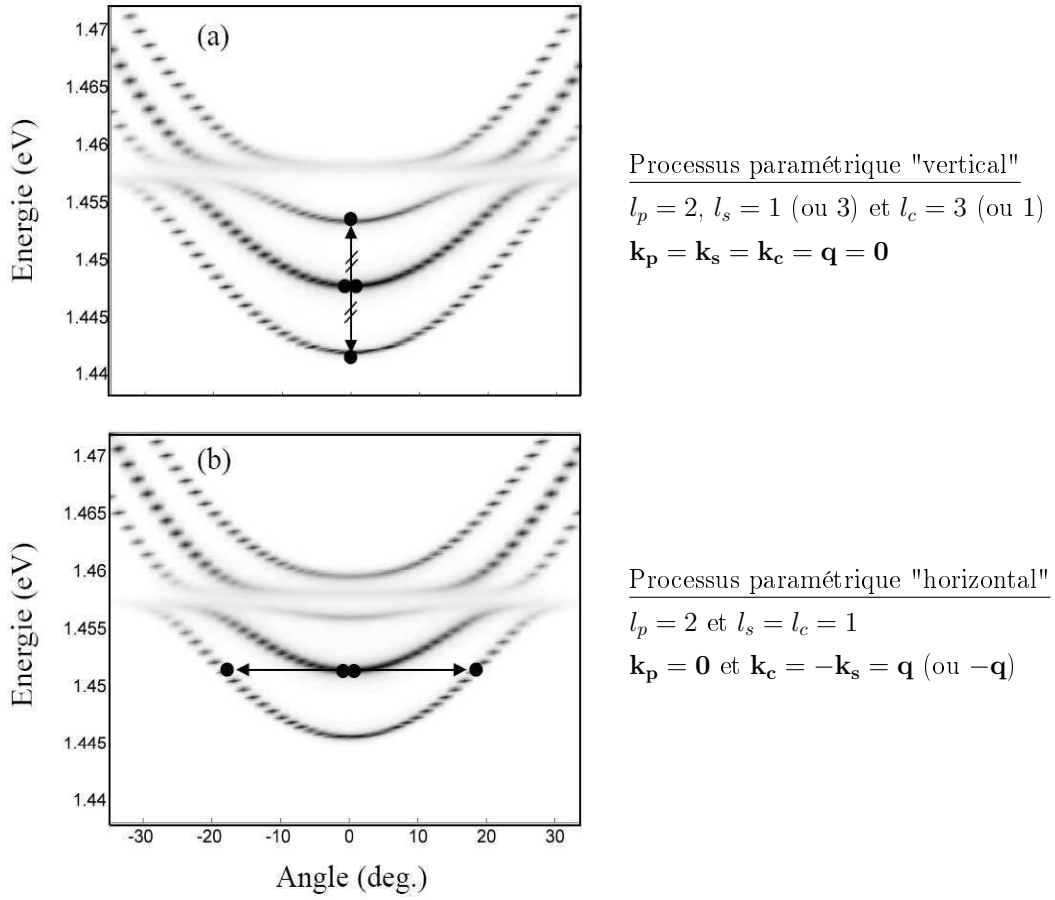 (a)
1.47
1.465
1.46
1.455
1.45
1.445
1.44
Energie (eV)
Processus paramétrique "vertical"
l_p = 2, l_s = 1 (ou 3) et l_c = 3 (ou 1)
k_p = k_s = k_c = q = 0
(b)
1.47
1.465
1.46
1.455
1.45
1.445
1.44
Energie (eV)
-30 -20 -10 0 10 20 30
Angle (deg.)
Processus paramétrique "horizontal"
l_p = 2 et l_s = l_c = 1
k_p = 0 et k_c = −k_s = q (ou −q)